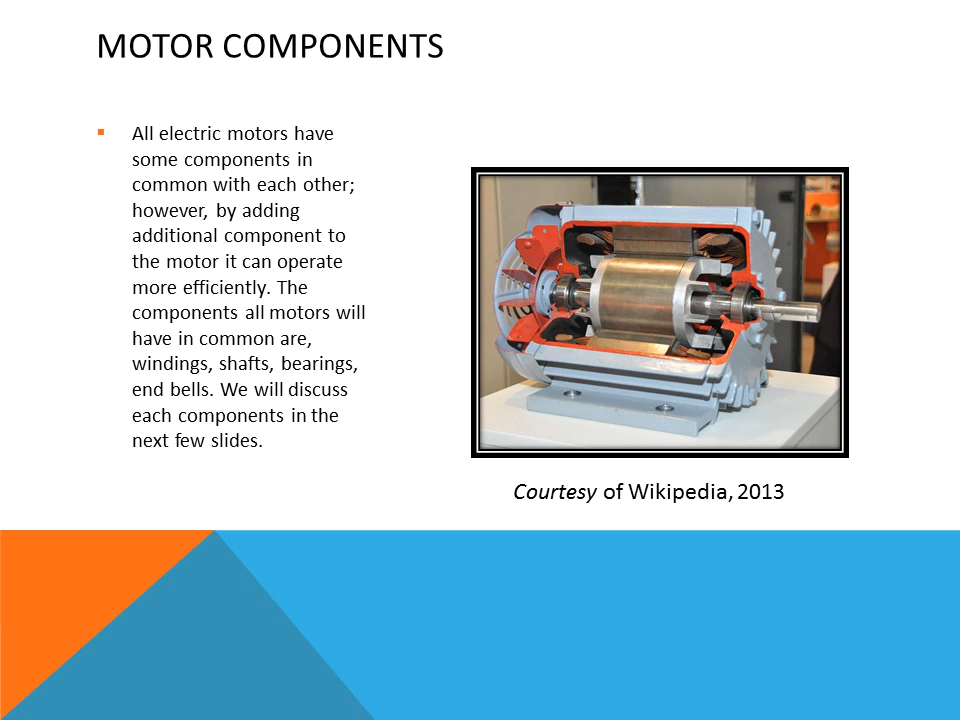 MOTOR COMPONENTS
▪ All electric motors have
some components in
common with each other;
however, by adding
additional component to
the motor it can operate
more efficiently. The
components all motors will
have in common are,
windings, shafts, bearings,
end bells. We will discuss
each components in the
next few slides.
Courtesy of Wikipedia, 2013